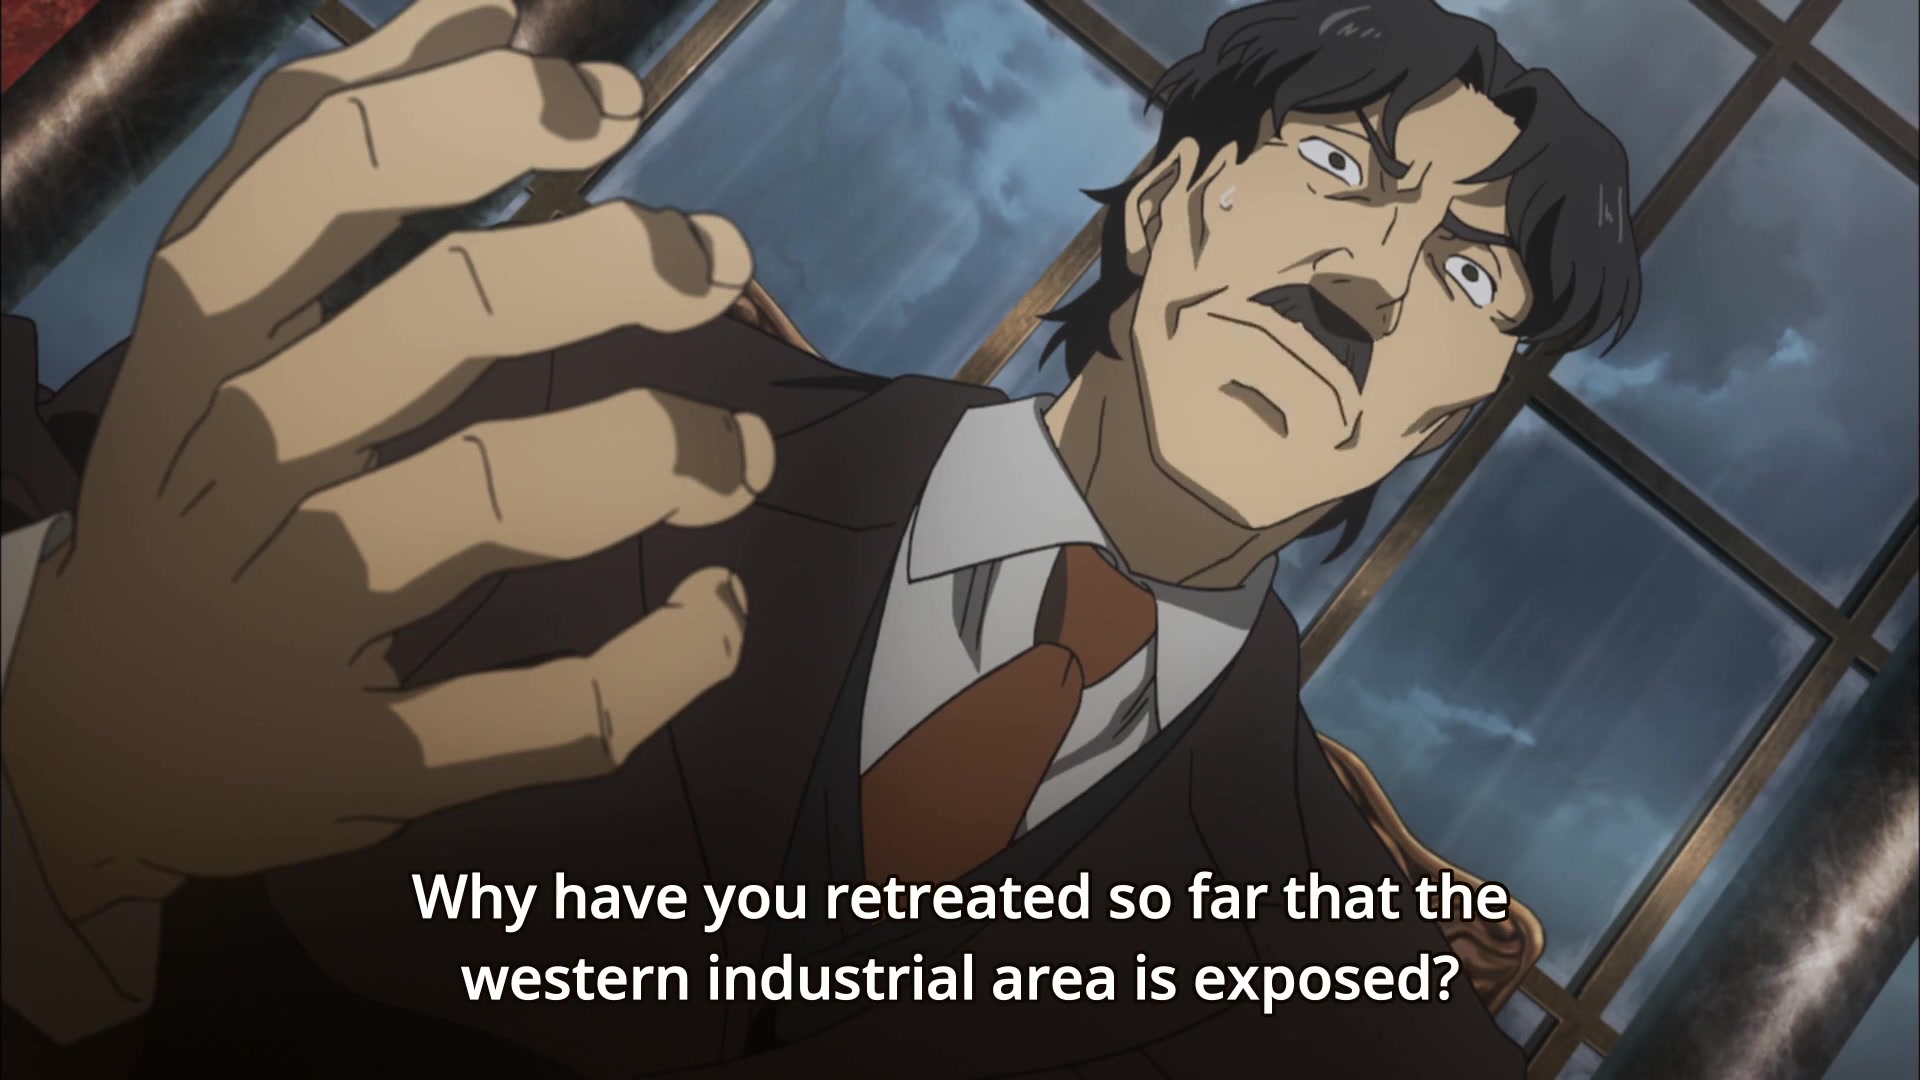 Why have you retreated so far that the
western industrial area is exposed?